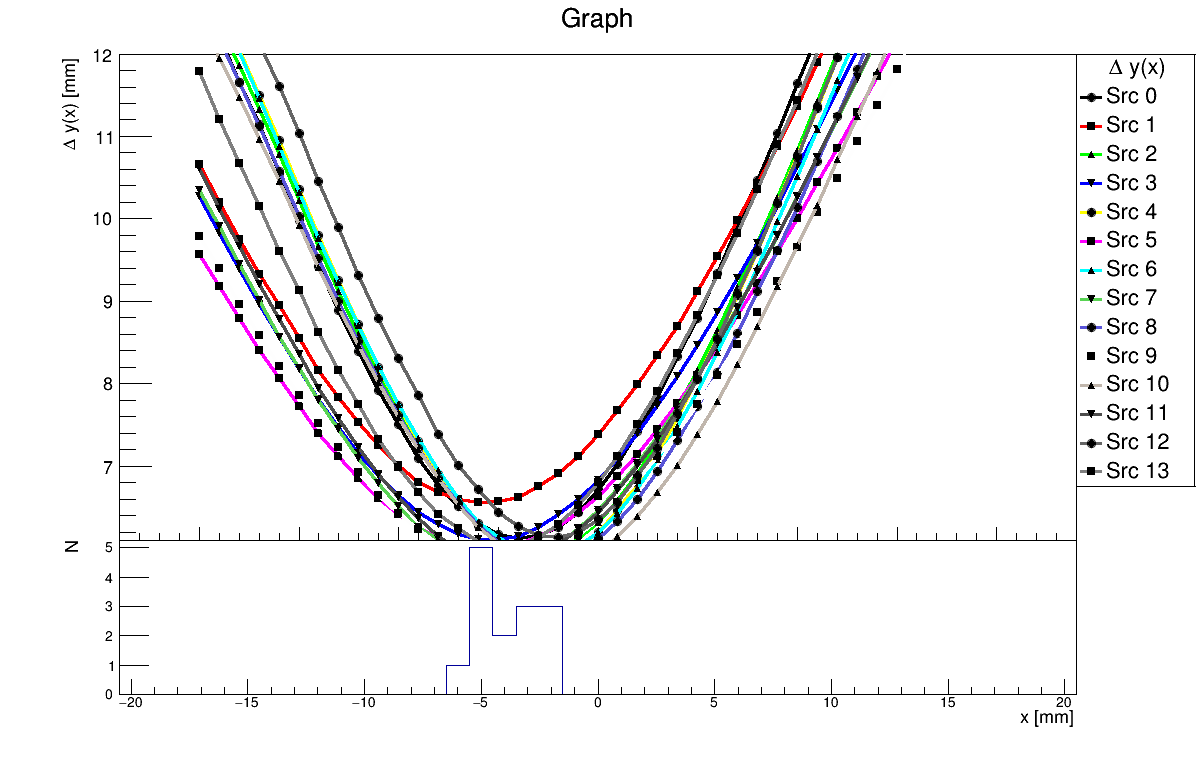 Graph
Δ y(x) [mm]
12
11
10
9
8
7
Δ y(x)
Src 0
Src 1
Src 2
Src 3
Src 4
Src 5
Src 6
Src 7
Src 8
Src 9
Src 10
Src 11
Src 12
Src 13
N
5
4
3
2
1
0
−20 −15 −10 −5 0 5 10 15 20
x [mm]